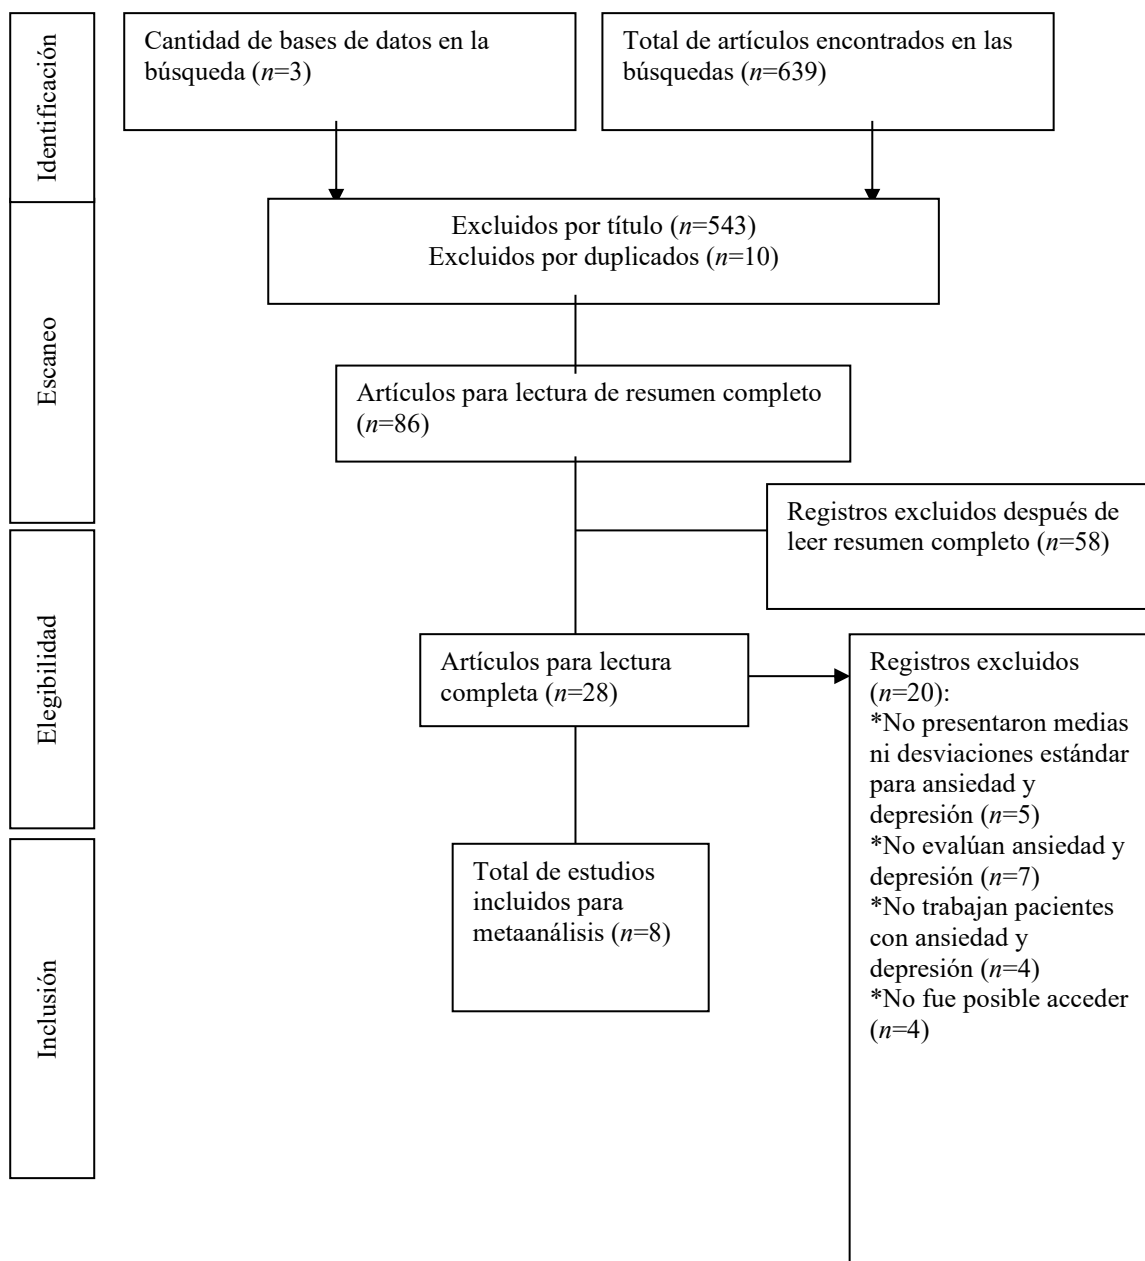 Identificación
Cantidad de bases de datos en la
búsqueda (n=3)
Total de artículos encontrados en las
búsquedas (n=639)
Escaneo
Excluidos por título (n=543)
Excluidos por duplicados (n=10)
Artículos para lectura de resumen completo
(n=86)
Registros excluidos después de
leer resumen completo (n=58)
Elegibilidad
Artículos para lectura
completa (n=28)
Registros excluidos
(n=20):
*No presentaron medias
ni desviaciones estándar
para ansiedad y
depresión (n=5)
*No evalúan ansiedad y
depresión (n=7)
*No trabajan pacientes
con ansiedad y
depresión (n=4)
*No fue posible acceder
(n=4)
Inclusión
Total de estudios
incluidos para
metaanálisis (n=8)